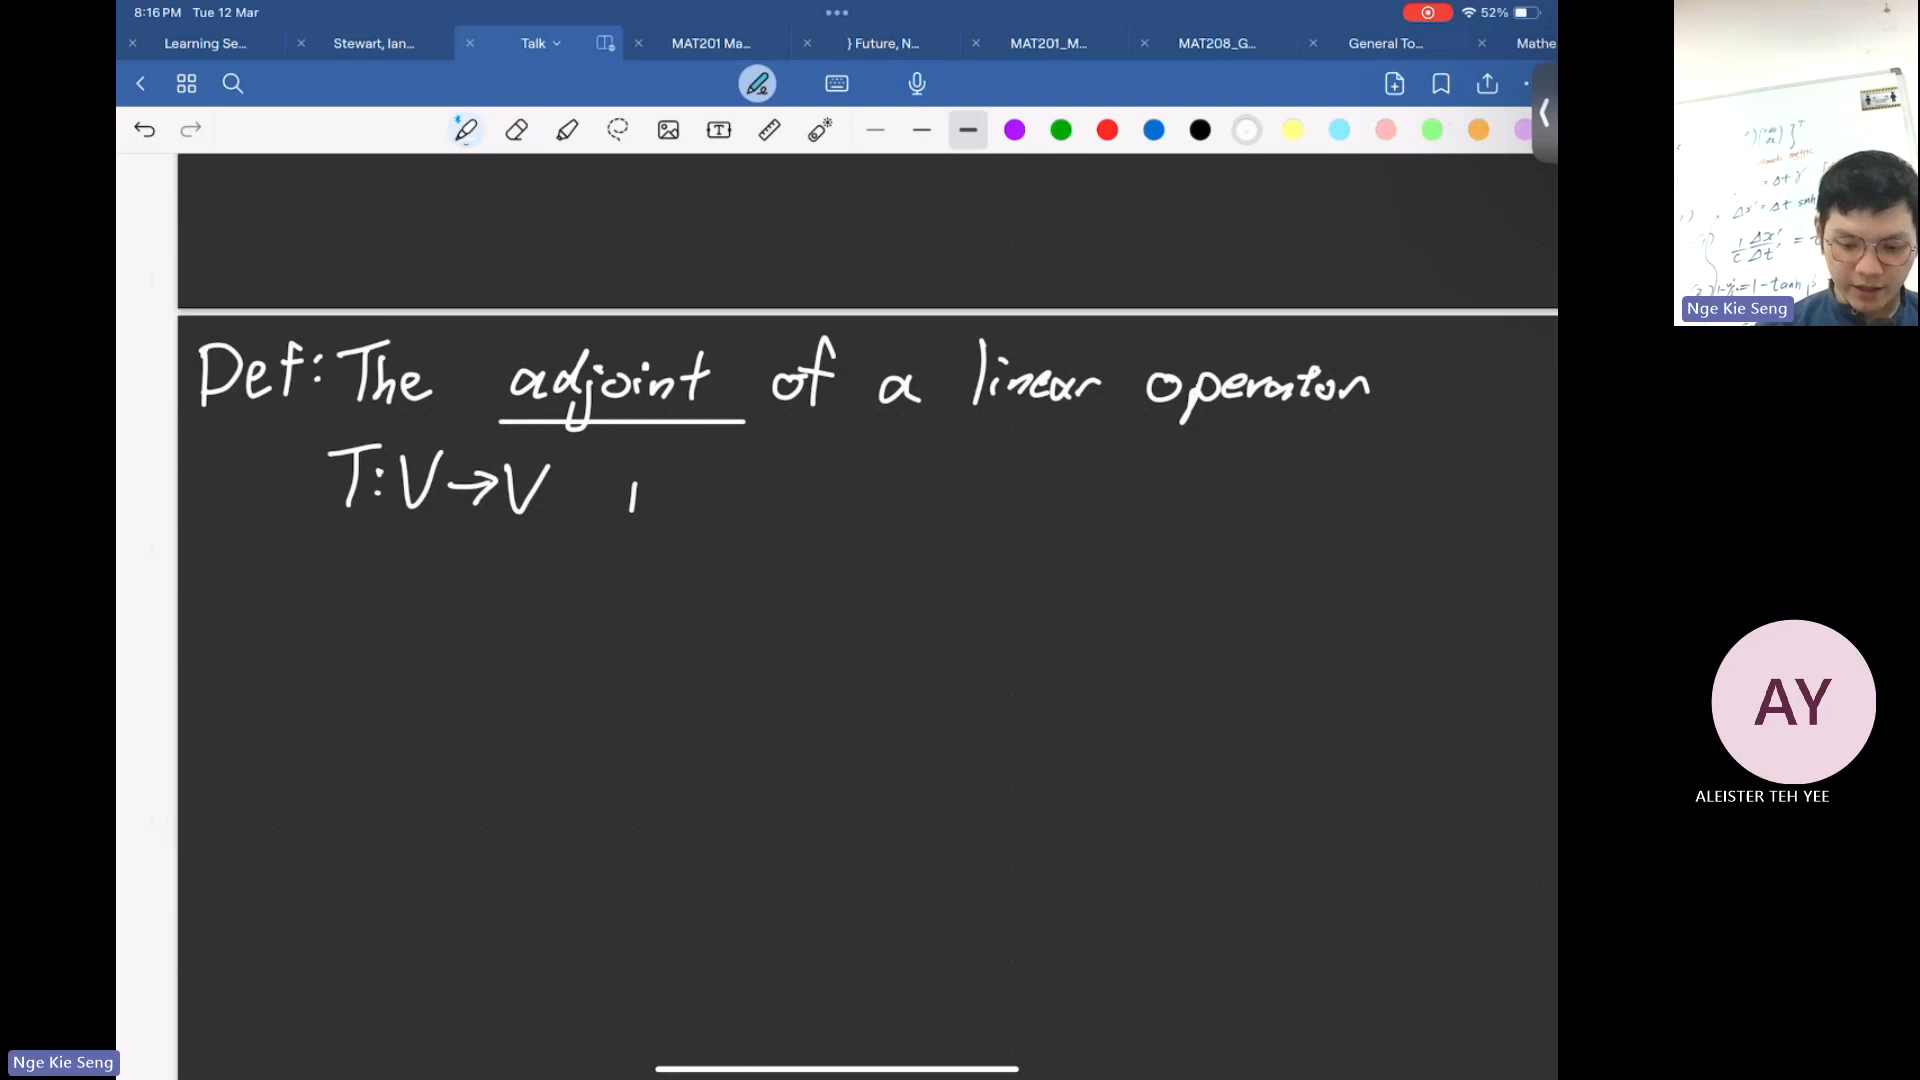 8:16 PM Tue 12 Mar
52%
Learning Se...
Stewart, Ian...
Talk
MAT201 Ma...
} Future, N...
MAT201_M...
MAT208_G...
General To...
Mathe
Def: The adjoint of a linear operator
T: V → V
Nge Kie Seng
AY
ALEISTER TEH YEE
Nge Kie Seng